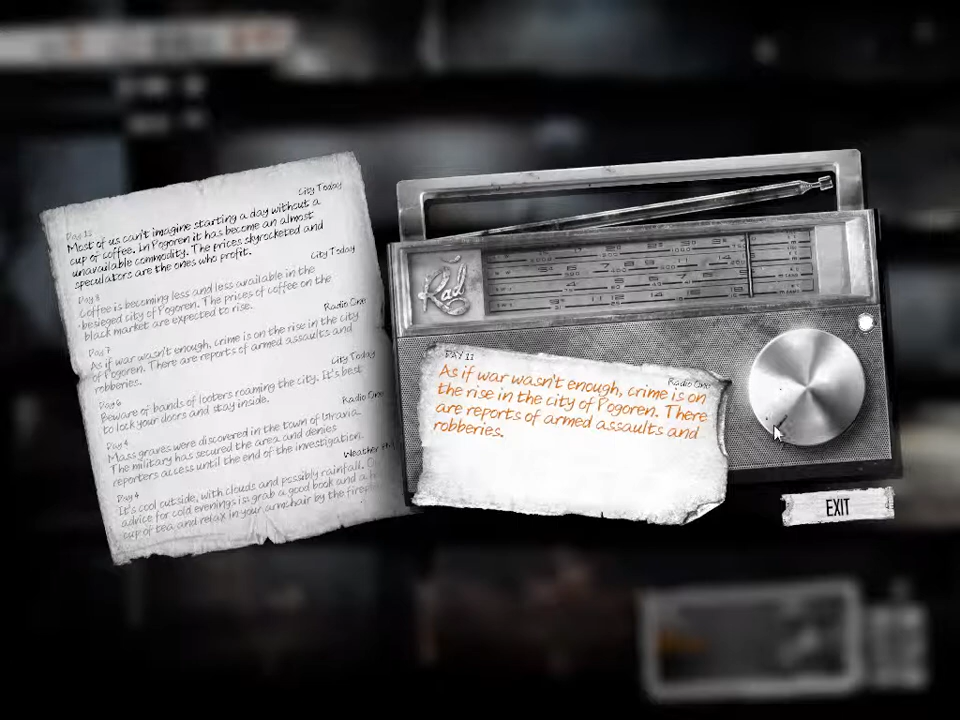 City Today
Day 11
Most of us can't imagine starting a day without a
cup of coffee. In Pogoren it has become an almost
unavailable commodity. The prices skyrocketed and
speculators are the ones who profit.
City Today
Day 8
Coffee is becoming less and less available in the
besieged city of Pogoren. The prices of coffee on the
black market are expected to rise.
Radio One
Day 7
As if war wasn't enough, crime is on the rise in the city
of Pogoren. There are reports of armed assaults and
robberies.
City Today
Day 6
Beware of bands of looters roaming the city. It's best
to lock your doors and stay inside.
Radio One
Day 4
Mass graves were discovered in the town of
The military has secured the area and denies
reporters access until the end of the investigation.
Weather
Day 4
It's cool outside, with clouds and possibly rainfall.
advice for cold evenings is: grab a good book and a
cup of tea, and relax in your armchair by the
Rad
DAY 11
Radio One
As if war wasn't enough, crime is on
the rise in the city of Pogoren. There
are reports of armed assaults and
robberies.
EXIT